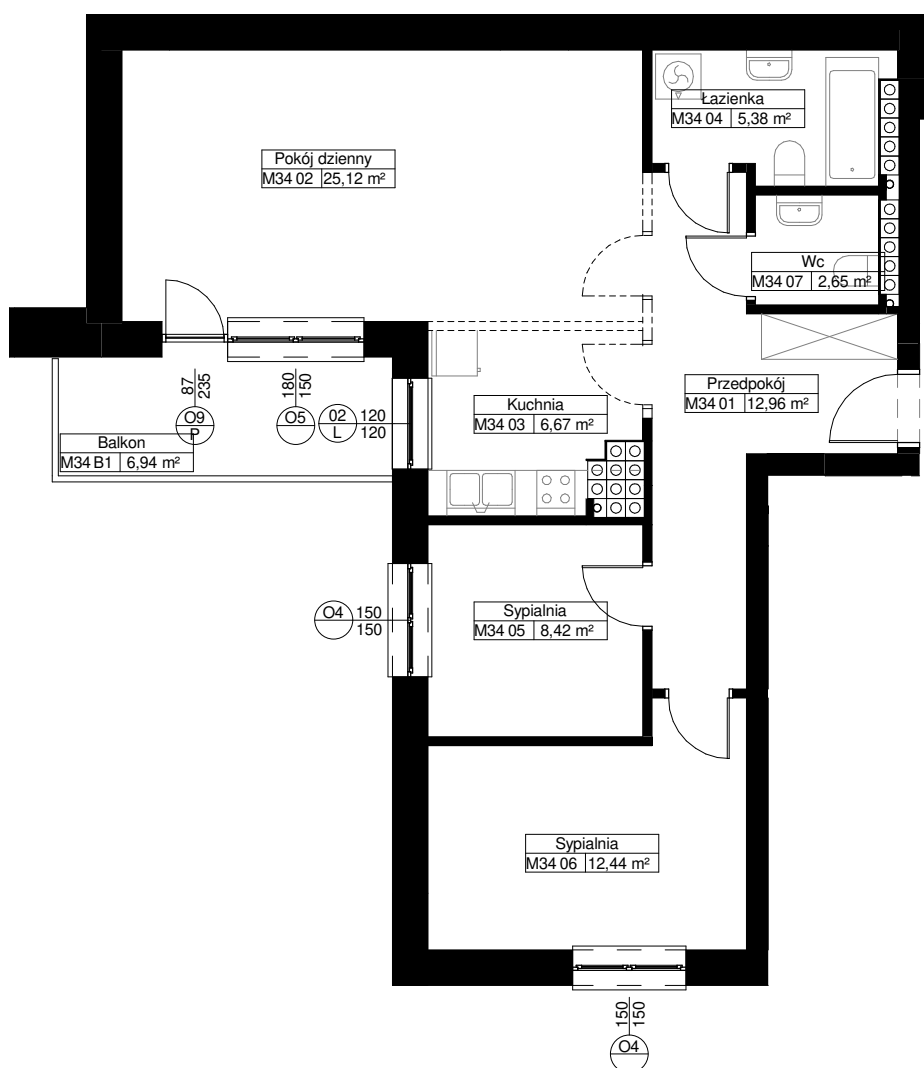 Łazienka
M34 04 5,38 m²
Pokój dzienny
M34 02 25,12 m²
Wc
M34 07 2,65 m²
Przedpokój
M34 01 12,96 m²
Kuchnia
M34 03 6,67 m²
87
235
O9
P
180
150
O5
02
L
120
120
Balkon
M34 B1 6,94 m²
Sypialnia
M34 05 8,42 m²
O4
150
150
Sypialnia
M34 06 12,44 m²
150
150
O4